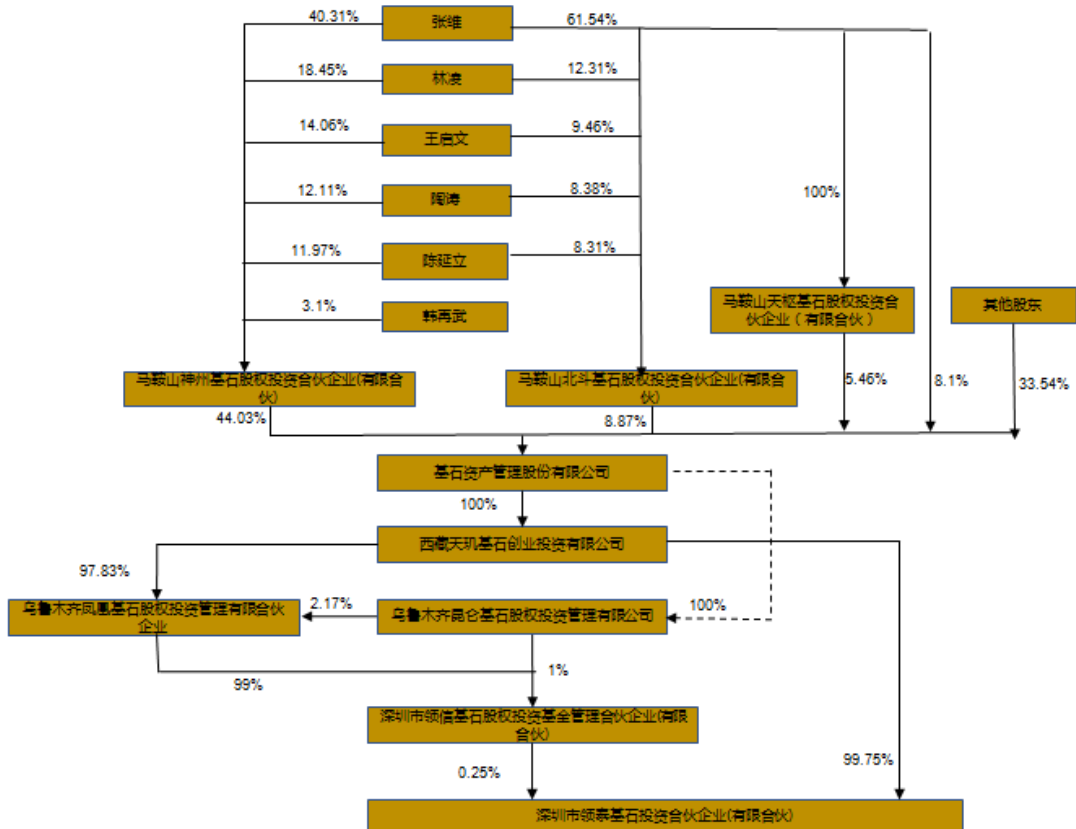 40.31%
张维
61.54%
18.45%
林凌
12.31%
14.06%
王启文
9.46%
12.11%
陶涛
8.38%
100%
11.97%
陈延立
8.31%
3.1%
韩再武
马鞍山天枢基石股权投资合
伙企业（有限合伙）
其他股东
马鞍山神州基石股权投资合伙企业(有限合
伙)
马鞍山北斗基石股权投资合伙企业(有限合
伙)
5.46%
8.1%
33.54%
44.03%
8.87%
基石资产管理股份有限公司
100%
西藏天玑基石创业投资有限公司
97.83%
乌鲁木齐凤凰基石股权投资管理有限合伙
企业
2.17%
乌鲁木齐昆仑基石股权投资管理有限公司
100%
99%
1%
深圳市领信基石股权投资基金管理合伙企业(有限
合伙)
0.25%
99.75%
深圳市领泰基石投资合伙企业(有限合伙)